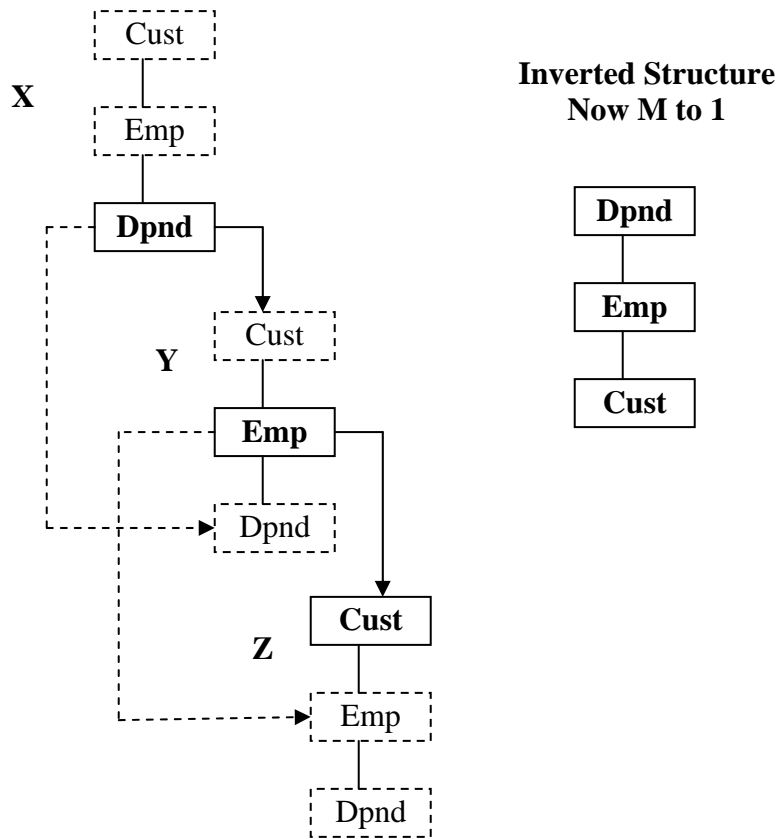 Cust
X
Emp
Dpnd
Cust
Y
Emp
Dpnd
Cust
Z
Emp
Dpnd
Inverted Structure
Now M to 1
Dpnd
Emp
Cust